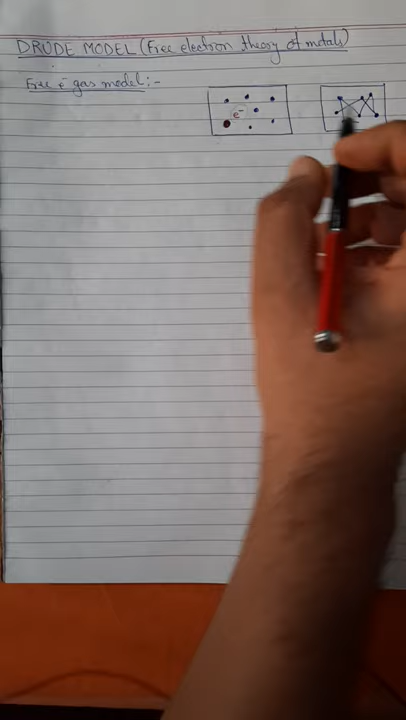 DRUDE MODEL (Free electron theory of metals)
Free e⁻ gas model:-
e⁻